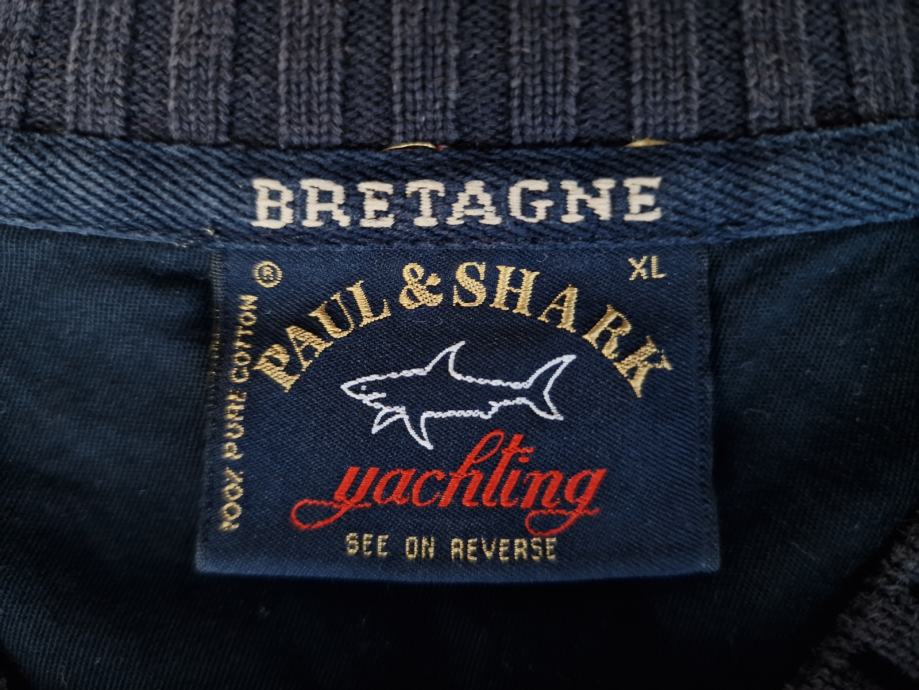 BRETAGNE
®
XL
PAUL & SHARK
100% PURE COTTON
yachting
SEE ON REVERSE